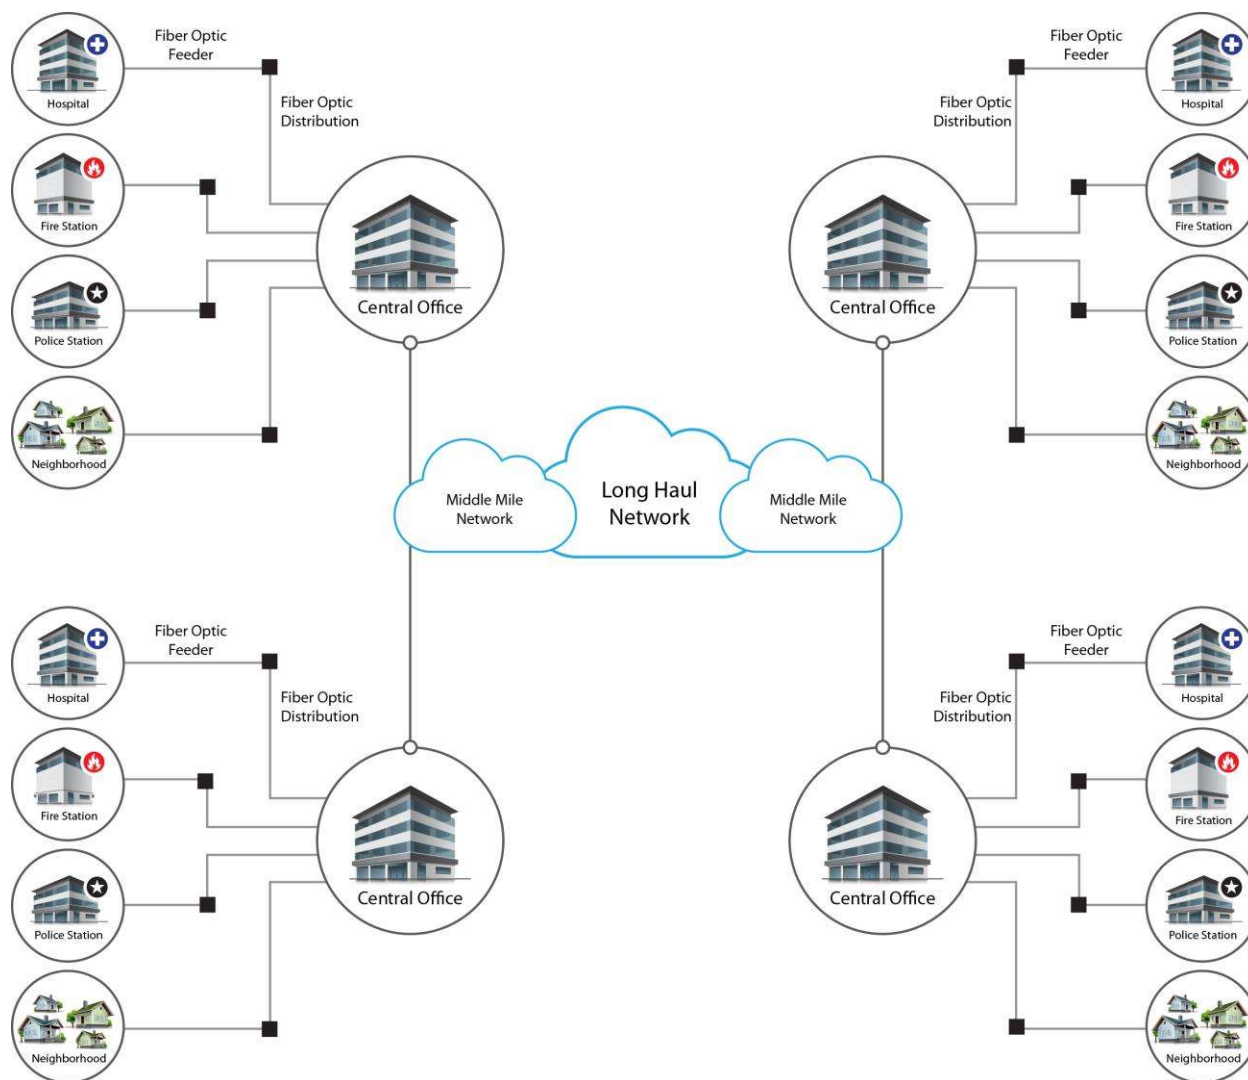 Fiber Optic
Feeder
Hospital
Fiber Optic
Distribution
Fire Station
Police Station
Neighborhood
Central Office
Fiber Optic
Feeder
Hospital
Fiber Optic
Distribution
Fire Station
Police Station
Neighborhood
Central Office
Middle Mile
Network
Long Haul
Network
Middle Mile
Network
Fiber Optic
Feeder
Hospital
Fiber Optic
Distribution
Fire Station
Police Station
Neighborhood
Central Office
Fiber Optic
Feeder
Hospital
Fiber Optic
Distribution
Fire Station
Police Station
Neighborhood
Central Office